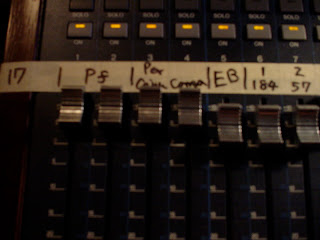 SOLO SOLO SOLO SOLO SOLO SOLO SOLO
ON ON ON ON ON ON ON
1 2 3 4 5 6 7
17 | Pf | Per | Conga | EB | 1 2
184 57